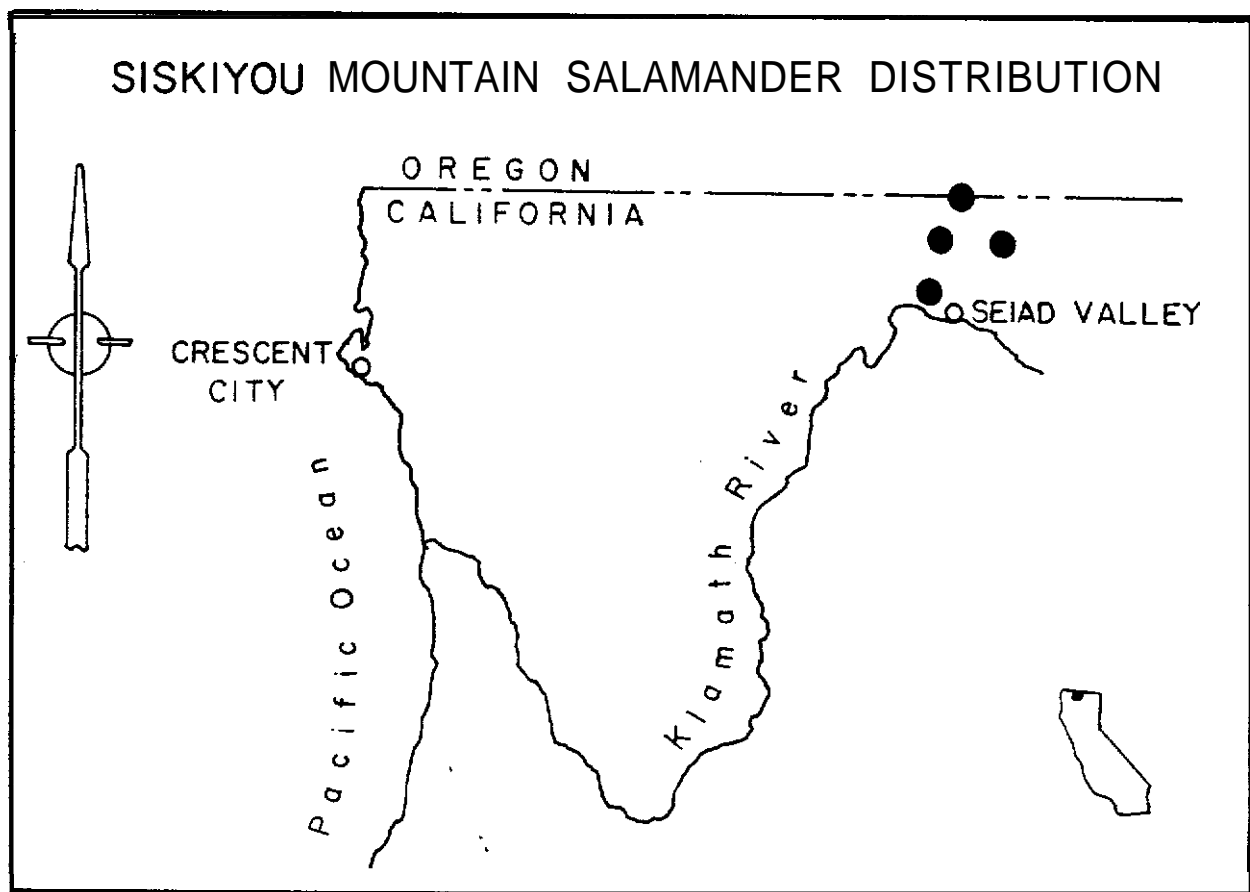 SISKIYOU MOUNTAIN SALAMANDER DISTRIBUTION
OREGON
CALIFORNIA
SEIAD VALLEY
CRESCENT
CITY
Klamath River
Pacific Ocean